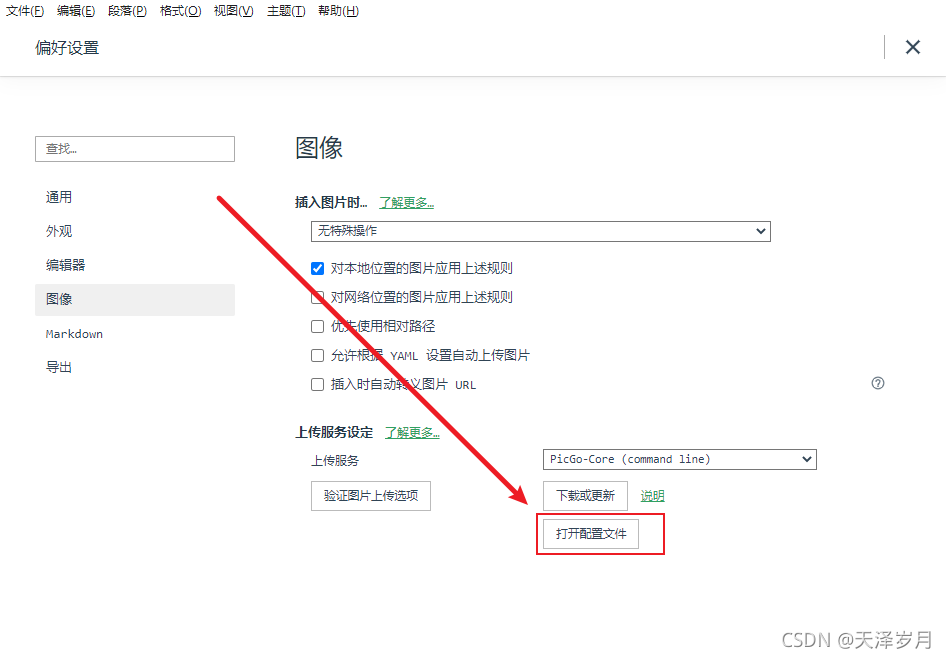 文件(F) 编辑(E) 段落(P) 格式(O) 视图(V) 主题(T) 帮助(H)
偏好设置
查找…
通用
外观
编辑器
图像
Markdown
导出
图像
插入图片时… 了解更多…
无特殊操作
对本地位置的图片应用上述规则
对网络位置的图片应用上述规则
优先使用相对路径
允许根据 YAML 设置自动上传图片
插入时自动转义图片 URL
上传服务设定 了解更多…
上传服务 PicGo-Core (command line)
验证图片上传选项 下载或更新 说明
打开配置文件
CSDN @天泽岁月